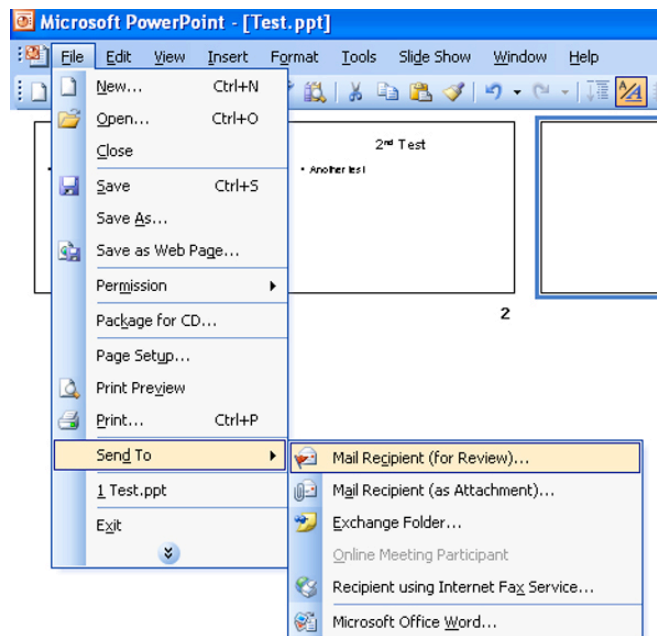 Microsoft PowerPoint - [Test.ppt]
File Edit View Insert Format Tools Slide Show Window Help
New... Ctrl+N
Open... Ctrl+O
Close
Save Ctrl+S
Save As...
Save as Web Page...
Permission
Package for CD...
Page Setup...
Print Preview
Print... Ctrl+P
Send To
1 Test.ppt
Exit
2nd Test
• Another test
2
Mail Recipient (for Review)...
Mail Recipient (as Attachment)...
Exchange Folder...
Online Meeting Participant
Recipient using Internet Fax Service...
Microsoft Office Word...